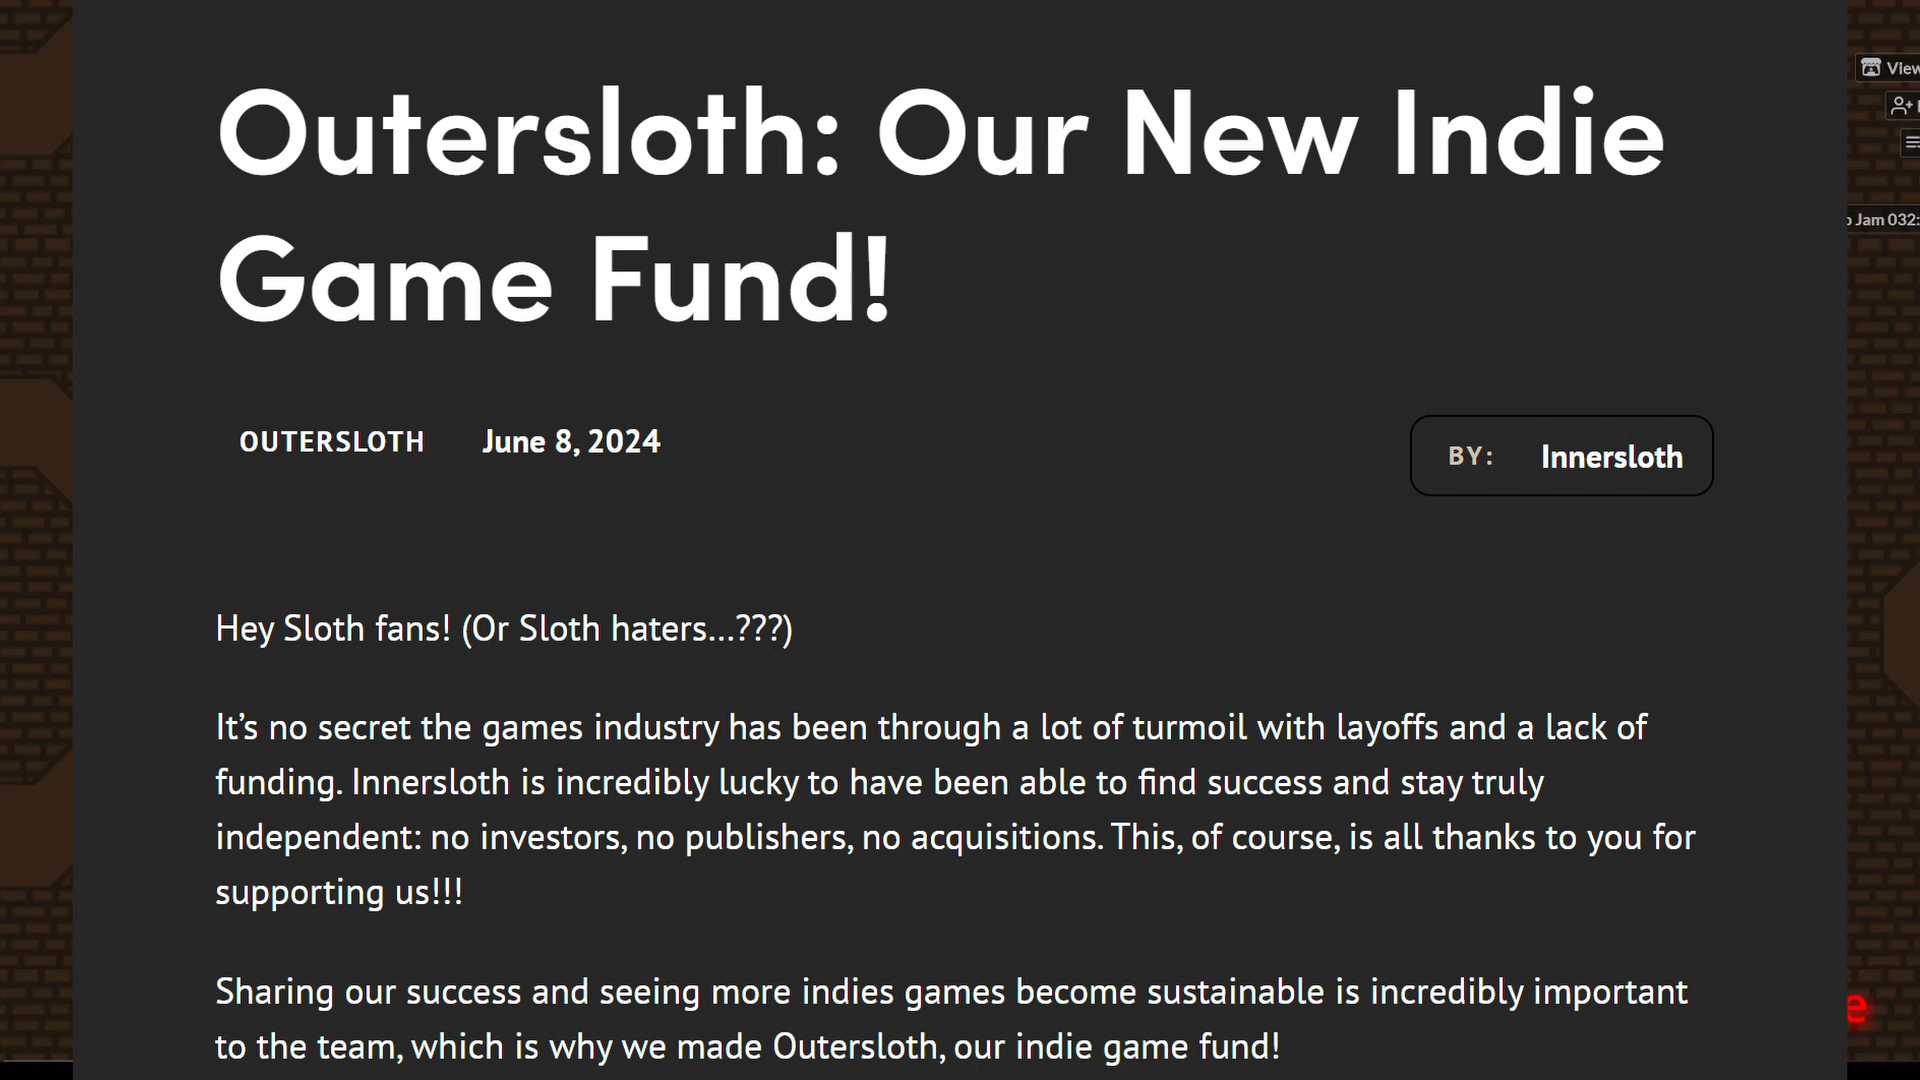 Outersloth: Our New Indie
Game Fund!
OUTERSLOTH June 8, 2024
BY: Innersloth
Hey Sloth fans! (Or Sloth haters...???)
It’s no secret the games industry has been through a lot of turmoil with layoffs and a lack of
funding. Innersloth is incredibly lucky to have been able to find success and stay truly
independent: no investors, no publishers, no acquisitions. This, of course, is all thanks to you for
supporting us!!!
Sharing our success and seeing more indies games become sustainable is incredibly important
to the team, which is why we made Outersloth, our indie game fund!
View
Jam 032: